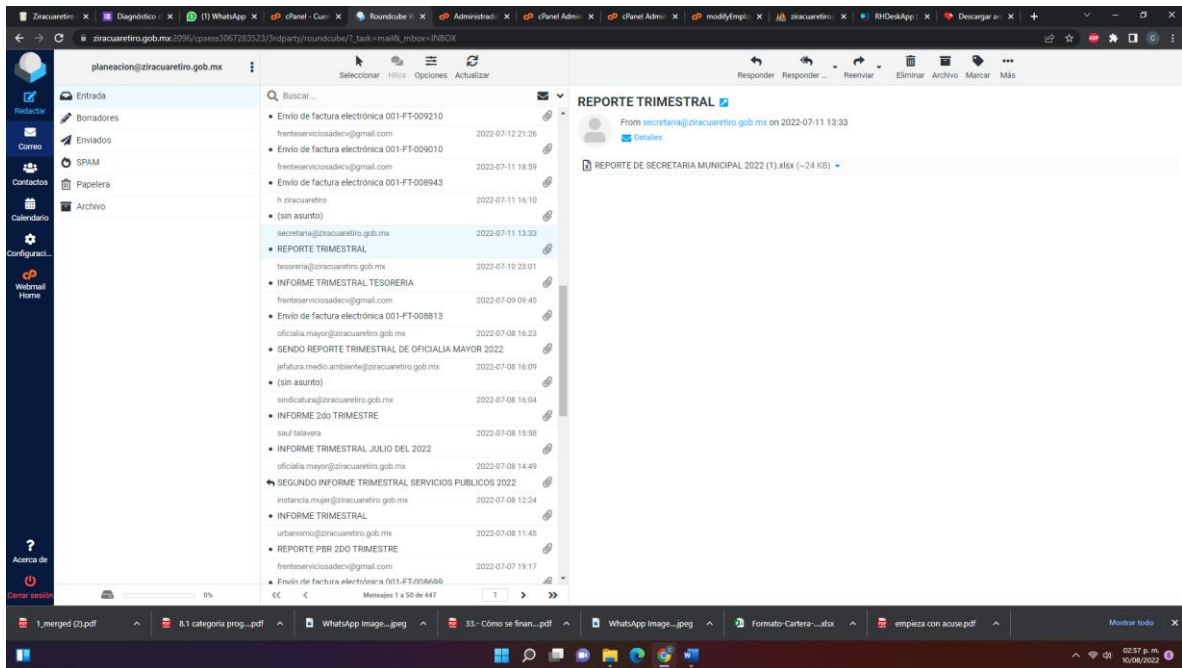 Ziracuaretiro
Diagnóstico
(1) WhatsApp
cPanel - Cuen
Roundcube W
Administrado
cPanel Admin
cPanel Admin
modifyEmple
ziracuaretiro.
RHDeskApp |
Descargar ar
ziracuaretiro.gob.mx:2096/cpsess3067283523/3rdparty/roundcube/?_task=mail&_mbox=INBOX
planeacion@ziracuaretiro.gob.mx
Redactar
Correo
Contactos
Calendario
Configuraci...
Webmail Home
Acerca de
Cerrar sesión
Entrada
Borradores
Enviados
SPAM
Papelera
Archivo
0%
Seleccionar Hilos Opciones Actualizar
Buscar...
Envío de factura electrónica 001-FT-009210
frenteserviciosadecv@gmail.com 2022-07-12 21:26
• Envío de factura electrónica 001-FT-009010
frenteserviciosadecv@gmail.com 2022-07-11 18:59
• Envío de factura electrónica 001-FT-008943
h ziracuaretiro 2022-07-11 16:10
• (sin asunto)
secretaria@ziracuaretiro.gob.mx 2022-07-11 13:33
• REPORTE TRIMESTRAL
tesoreria@ziracuaretiro.gob.mx 2022-07-10 23:01
• INFORME TRIMESTRAL TESORERIA
frenteserviciosadecv@gmail.com 2022-07-09 09:45
• Envío de factura electrónica 001-FT-008813
oficialia.mayor@ziracuaretiro.gob.mx 2022-07-08 16:23
• SENDO REPORTE TRIMESTRAL DE OFICIALIA MAYOR 2022
jefatura.medio.ambiente@ziracuaretiro.gob.mx 2022-07-08 16:09
• (sin asunto)
sindicatura@ziracuaretiro.gob.mx 2022-07-08 16:04
• INFORME 2do TRIMESTRE
saul talavera 2022-07-08 15:58
• INFORME TRIMESTRAL JULIO DEL 2022
oficialia.mayor@ziracuaretiro.gob.mx 2022-07-08 14:49
SEGUNDO INFORME TRIMESTRAL SERVICIOS PUBLICOS 2022
instancia.mujer@ziracuaretiro.gob.mx 2022-07-08 12:24
• INFORME TRIMESTRAL
urbanismo@ziracuaretiro.gob.mx 2022-07-08 11:45
• REPORTE PBR 2DO TRIMESTRE
frenteserviciosadecv@gmail.com 2022-07-07 19:17
• Envío de factura electrónica 001-FT-008699
Mensajes 1 a 50 de 447 1
Responder Responder ... Reenviar Eliminar Archivo Marcar Más
REPORTE TRIMESTRAL
From secretaria@ziracuaretiro.gob.mx on 2022-07-11 13:33
Detalles
REPORTE DE SECRETARIA MUNICIPAL 2022 (1).xlsx (~24 KB)
1_merged (2).pdf
8.1 categoria prog....pdf
WhatsApp Image...jpeg
33.- Cómo se finan....pdf
WhatsApp Image...jpeg
Formato-Cartera-....xlsx
empieza con acuse.pdf
Mostrar todo
02:57 p. m.
10/08/2022